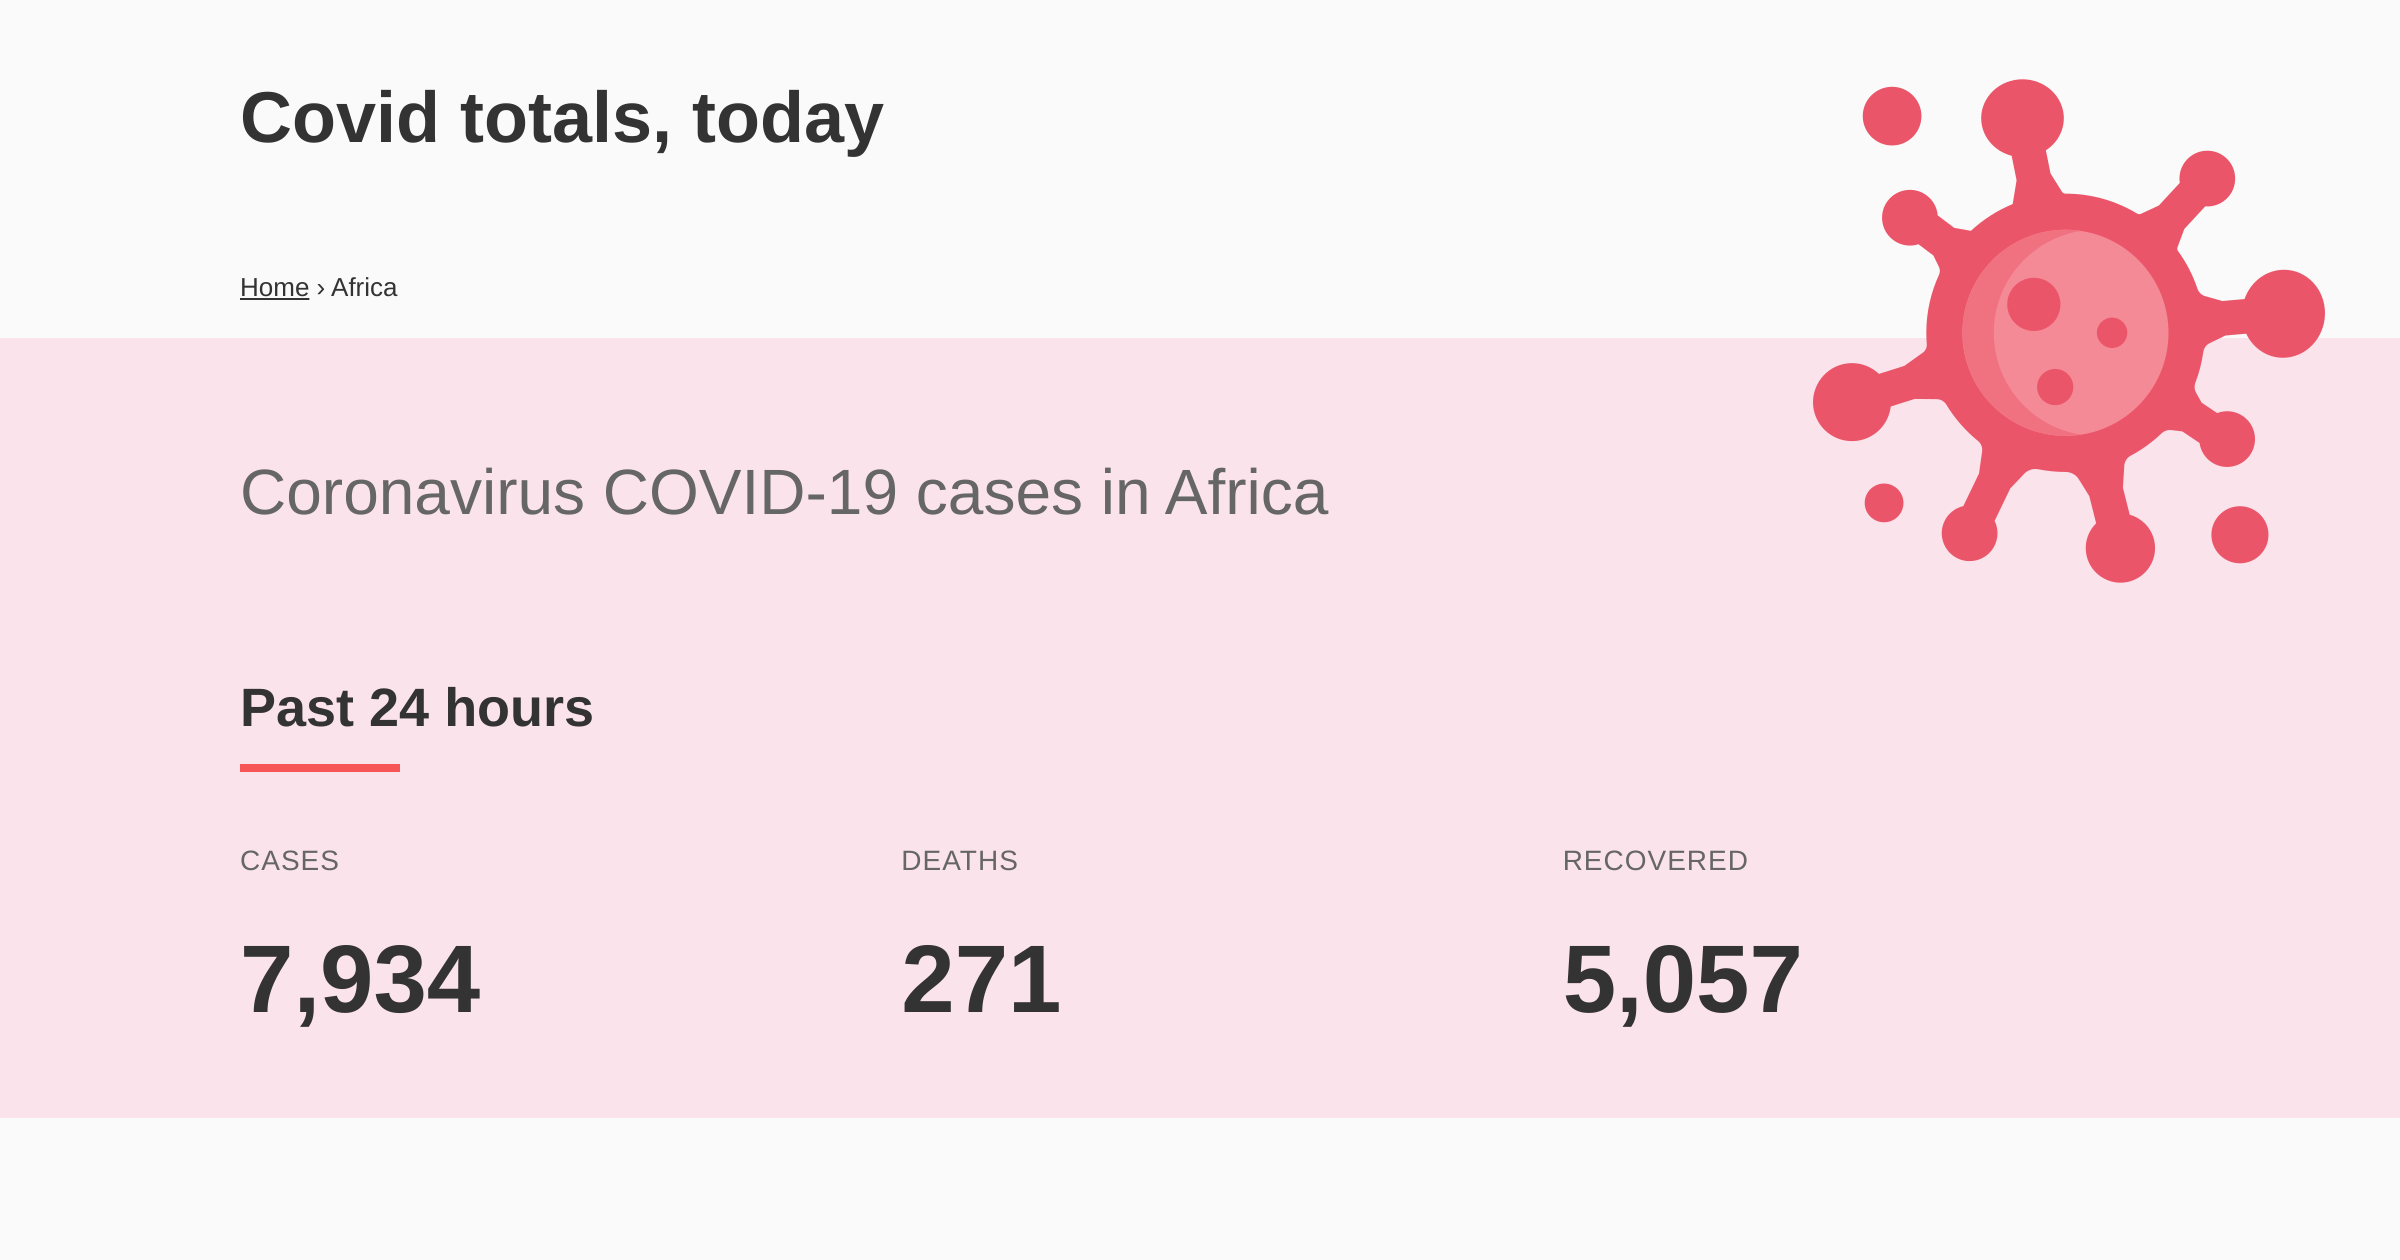 Covid totals, today
Home › Africa
Coronavirus COVID-19 cases in Africa
Past 24 hours
CASES
DEATHS
RECOVERED
7,934
271
5,057